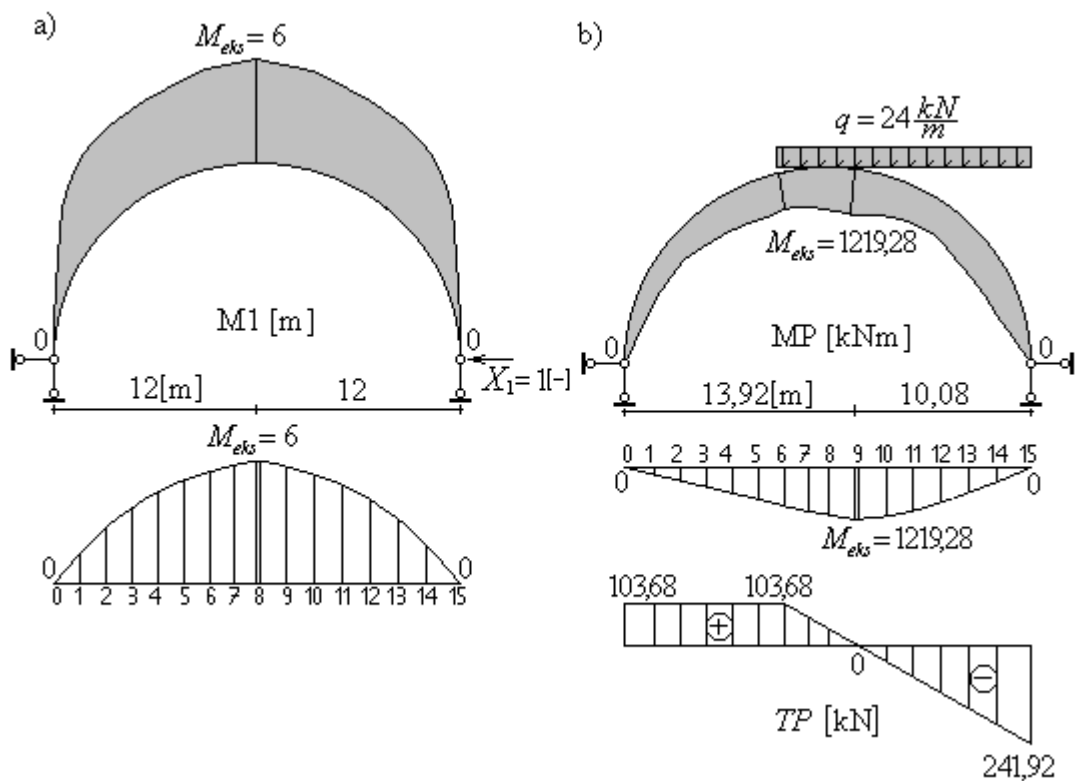 a)
M_eks = 6
0
0
M1 [m]
X_1 = 1[-]
12[m]
12
M_eks = 6
0
0
0 1 2 3 4 5 6 7 8 9 10 11 12 13 14 15
b)
q = 24 kN/m
M_eks = 1219,28
0
0
MP [kNm]
13,92[m]
10,08
0 1 2 3 4 5 6 7 8 9 10 11 12 13 14 15
0
0
M_eks = 1219,28
103,68
103,68
+
0
−
TP [kN]
241,92